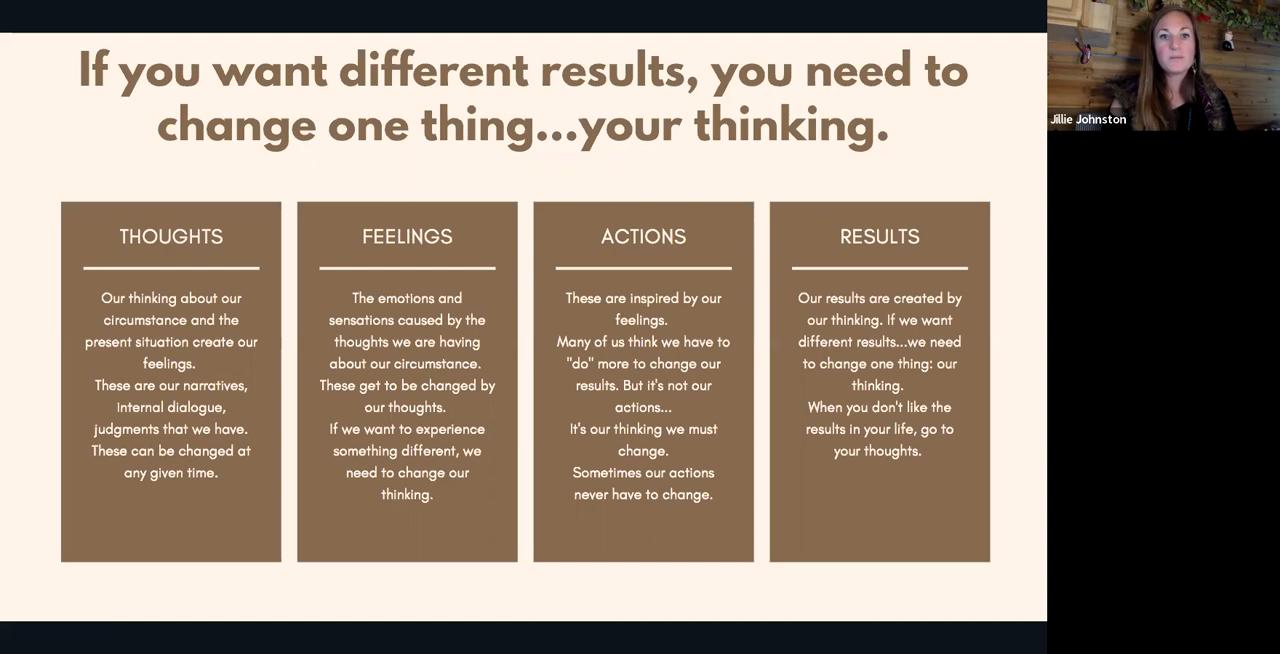 If you want different results, you need to
change one thing...your thinking.
Jillie Johnston
THOUGHTS
Our thinking about our
circumstance and the
present situation create our
feelings.
These are our narratives,
internal dialogue,
judgments that we have.
These can be changed at
any given time.
FEELINGS
The emotions and
sensations caused by the
thoughts we are having
about our circumstance.
These get to be changed by
our thoughts.
If we want to experience
something different, we
need to change our
thinking.
ACTIONS
These are inspired by our
feelings.
Many of us think we have to
"do" more to change our
results. But it's not our
actions...
It's our thinking we must
change.
Sometimes our actions
never have to change.
RESULTS
Our results are created by
our thinking. If we want
different results...we need
to change one thing: our
thinking.
When you don't like the
results in your life, go to
your thoughts.